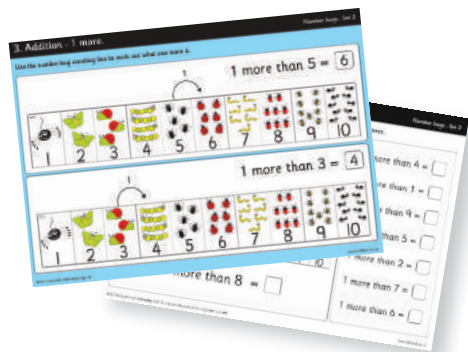 Number bugs - Set 3
3. Addition - 1 more.
Use the number bug counting line to work out what one more is.
1
1 more than 5 = 6
1 2 3 4 5 6 7 8 9 10
1 more than 3 = 4
1
1 2 3 4 5 6 7 8 9 10
Number bugs - Set 3
more than 4 =
than 1 =
than 9 =
than 5 =
more than 2 =
10
more than 8 =
1 more than 7 =
1 more than 6 =